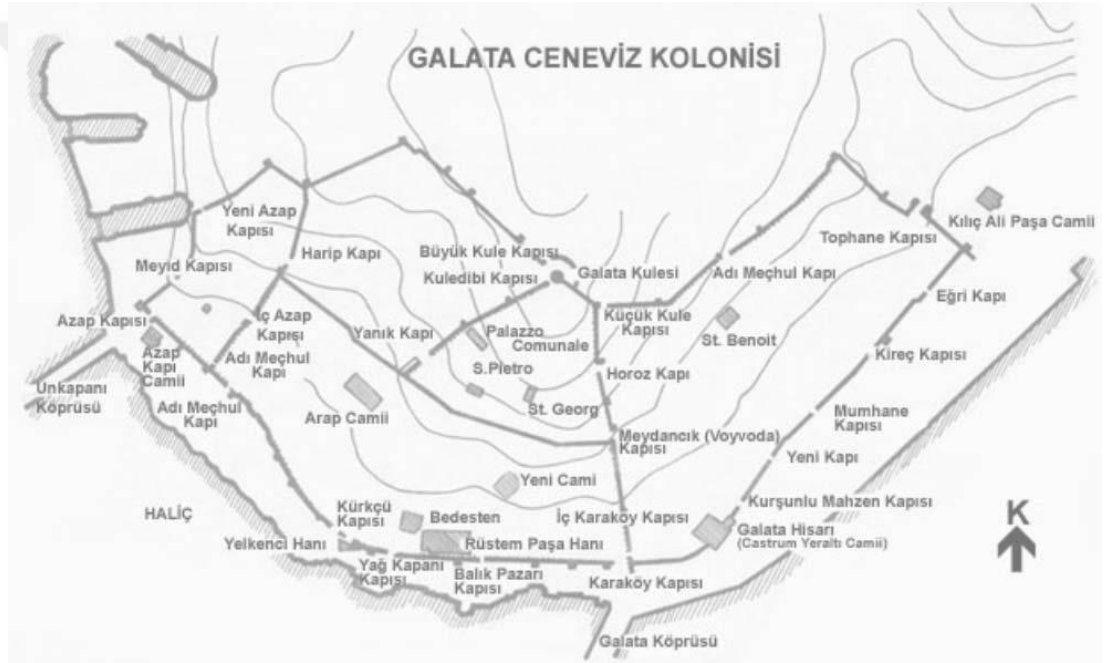 GALATA CENEVİZ KOLONİSİ
Yeni Azap
Kapısı
Harip Kapı
Meyid Kapısı
Büyük Kule Kapısı
Kuledibi Kapısı
Galata Kulesi
Kılıç Ali Paşa Camii
Tophane Kapısı
Adı Meçhul Kapı
Eğri Kapı
Azap Kapısı
İç Azap
Kapışı
Yanık Kapı
Palazzo
Comunale
Küçük Kule
Kapısı
St. Benoit
Kireç Kapısı
Azap
Kapı
Camii
Adı Meçhul
Kapı
S.Pietro
Horoz Kapı
Unkapanı
Köprüsü
Adı Meçhul
Kapı
Arap Camii
St. Georg
Mumhane
Kapısı
Meydancık (Voyvoda)
Kapısı
Yeni Kapı
Yeni Cami
Kurşunlu Mahzen Kapısı
HALİÇ
Kürkçü
Kapısı
Bedesten
İç Karaköy Kapısı
Galata Hisarı
(Castrum Yeraltı Camii)
K
Yelkenci Hanı
Rüstem Paşa Hanı
Yağ Kapanı
Kapısı
Balık Pazarı
Kapısı
Karaköy Kapısı
Galata Köprüsü